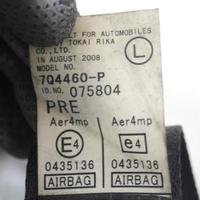 LT FOR AUTOMOBILES
TOKAI RIKA
CO.,LTD.
IN AUGUST 2008
MODEL NO.
7Q4460-P
ID.NO. 075804
L
PRE
Aer4mp Aer4mp
E4 e4
0435136 0435136
AIRBAG AIRBAG